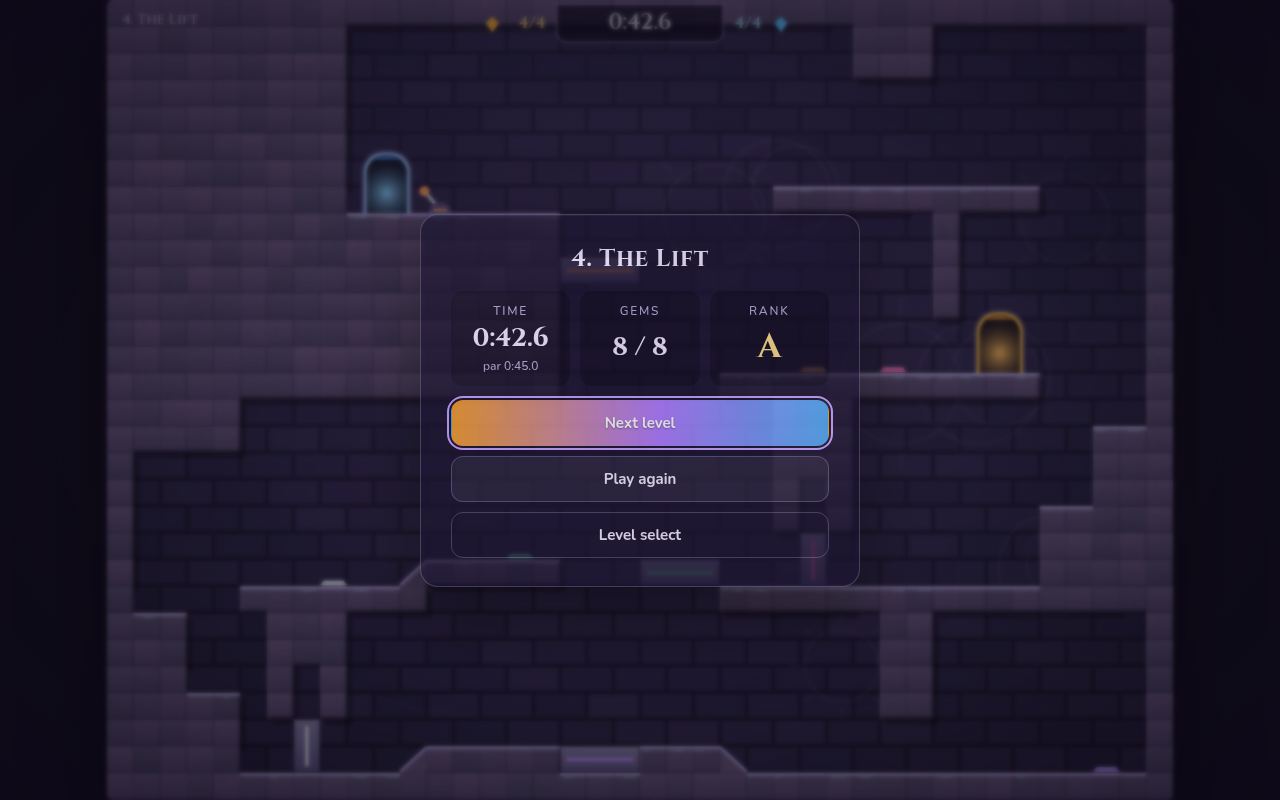 4. The Lift
4/4 0:42.6 4/4
4. The Lift
TIME GEMS RANK
0:42.6 8 / 8 A
par 0:45.0
Next level
Play again
Level select